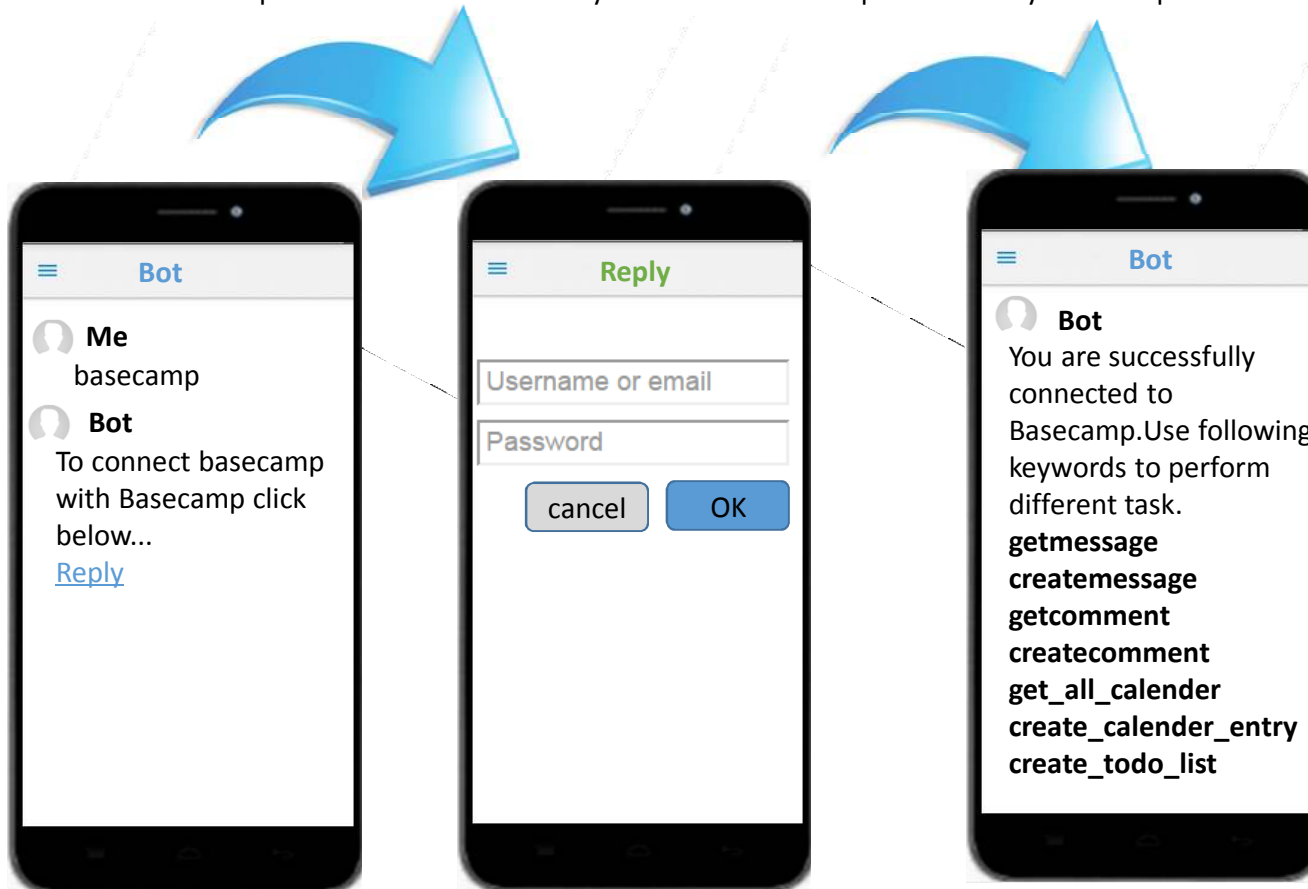 Bot
Me
basecamp
Bot
To connect basecamp
with Basecamp click
below...
Reply
Reply
Username or email
Password
cancel
OK
Bot
Bot
You are successfully
connected to
Basecamp.Use following
keywords to perform
different task.
getmessage
createmessage
getcomment
createcomment
get_all_calender
create_calender_entry
create_todo_list